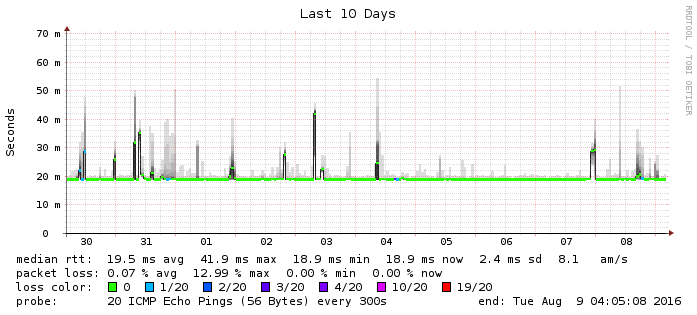 Last 10 Days
RRDTOOL / TOBI OETIKER
Seconds
70 m
60 m
50 m
40 m
30 m
20 m
10 m
0
30 31 01 02 03 04 05 06 07 08
median rtt: 19.5 ms avg 41.9 ms max 18.9 ms min 18.9 ms now 2.4 ms sd 8.1 am/s
packet loss: 0.07 % avg 12.99 % max 0.00 % min 0.00 % now
loss color: 0 1/20 2/20 3/20 4/20 10/20 19/20
probe: 20 ICMP Echo Pings (56 Bytes) every 300s end: Tue Aug 9 04:05:08 2016